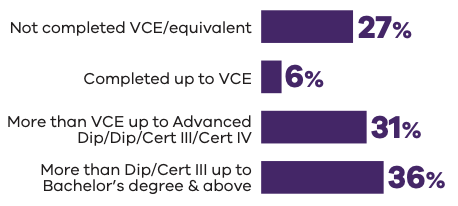 Not completed VCE/equivalent 27%
Completed up to VCE 6%
More than VCE up to Advanced
Dip/Dip/Cert III/Cert IV 31%
More than Dip/Cert III up to
Bachelor's degree & above 36%